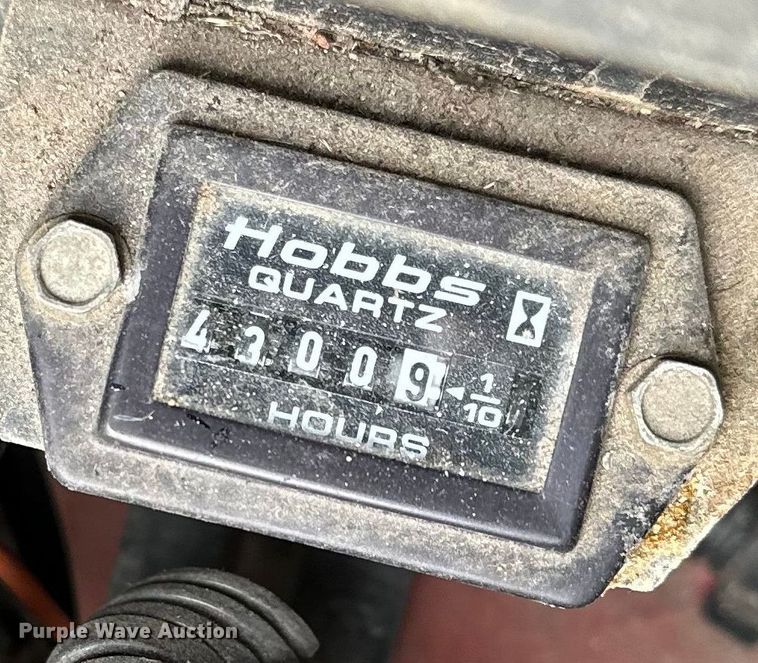 Hobbs
QUARTZ
43009 ◄ 1/10
HOURS
Purple Wave Auction